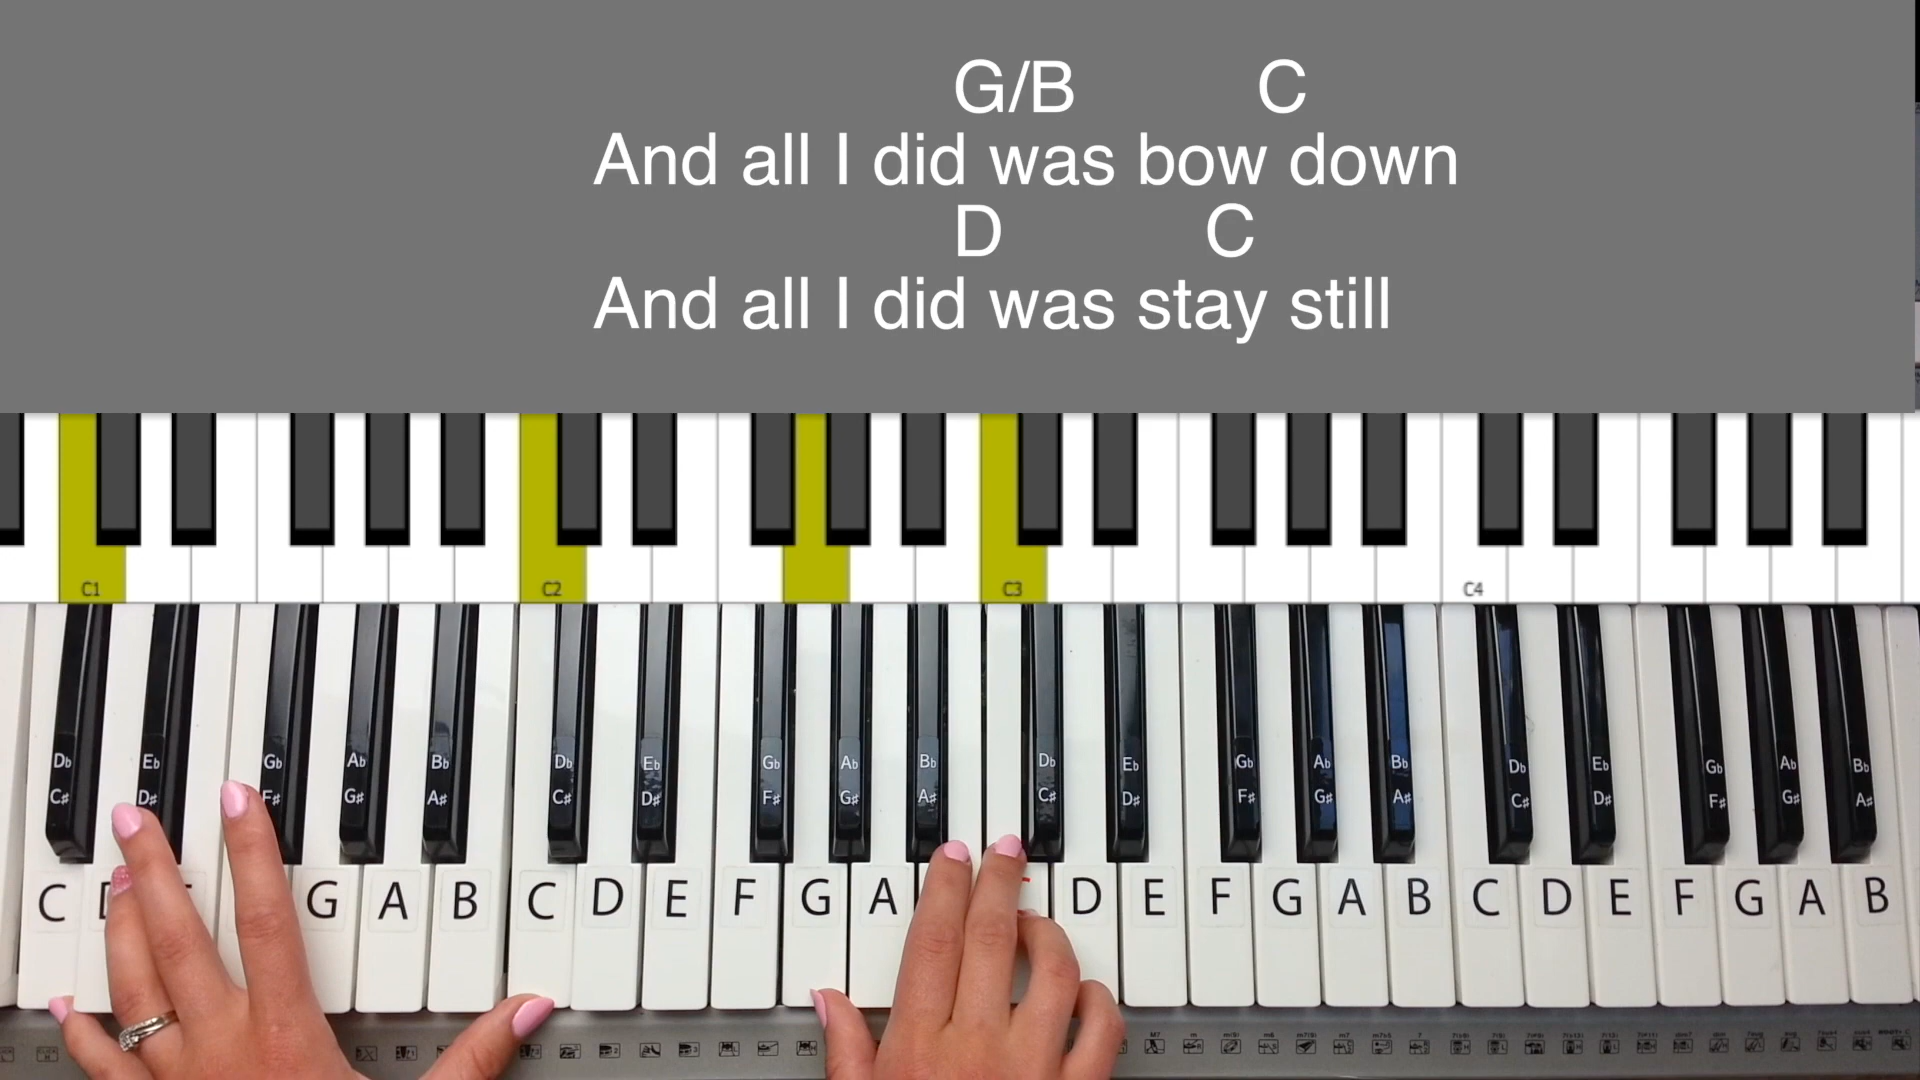 G/B C
And all I did was bow down
D C
And all I did was stay still
C1 C2 C3 C4
Db Eb Gb Ab Bb Db Eb Gb Ab Bb Db Eb Gb Ab Bb Db Eb Gb Ab Bb
C# D# F# G# A# C# D# F# G# A# C# D# F# G# A# C# D# F# G# A#
C G A B C D E F G A D E F G A B C D E F G A B